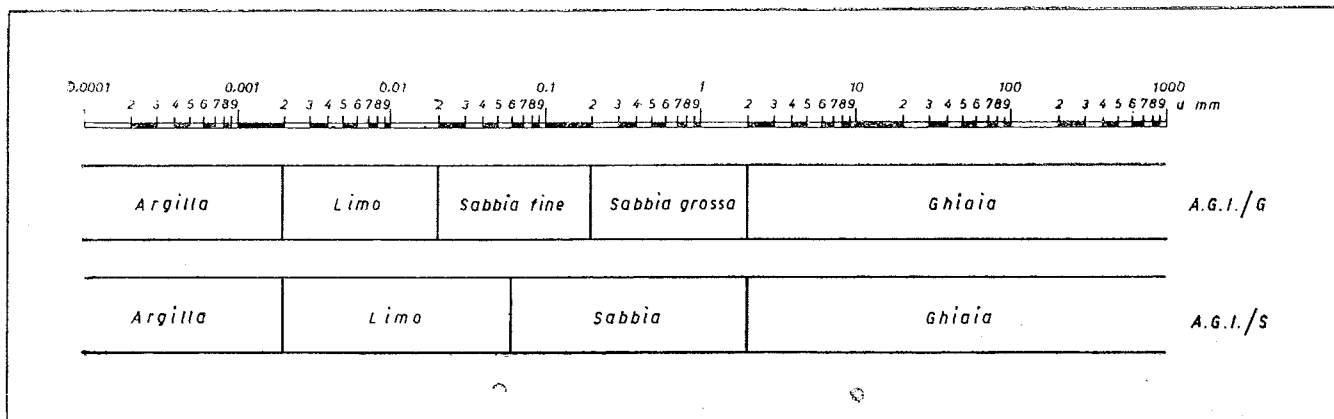 0.0001 0.001 0.01 0.1 1 10 100 1000
1 2 3 4 5 6 7 8 9 2 3 4 5 6 7 8 9 2 3 4 5 6 7 8 9 2 3 4 5 6 7 8 9 2 3 4 5 6 7 8 9 2 3 4 5 6 7 8 9 2 3 4 5 6 7 8 9 d mm
Argilla Limo Sabbia fine Sabbia grossa Ghiaia A.G.I./G
Argilla Limo Sabbia Ghiaia A.G.I./S